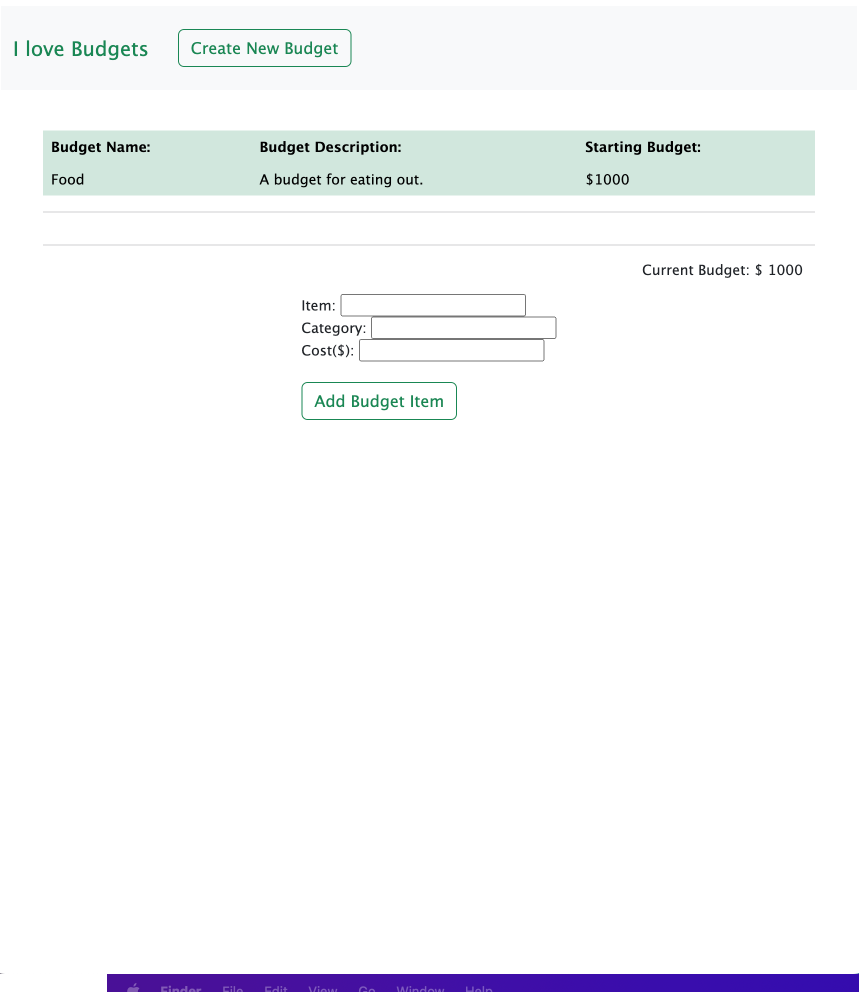 I love Budgets Create New Budget
Budget Name: Budget Description: Starting Budget:
Food A budget for eating out. $1000
Current Budget: $ 1000
Item:
Category:
Cost($):
Add Budget Item
Finder File Edit View Go Window Help